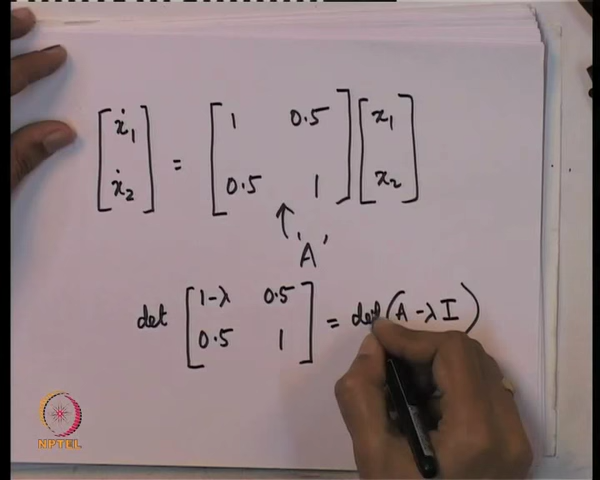 [ẋ₁ ẋ₂] = [1 0.5 0.5 1] [x₁ x₂]
'A'
det [1-λ 0.5 0.5 1] = det (A - λ I)
NPTEL